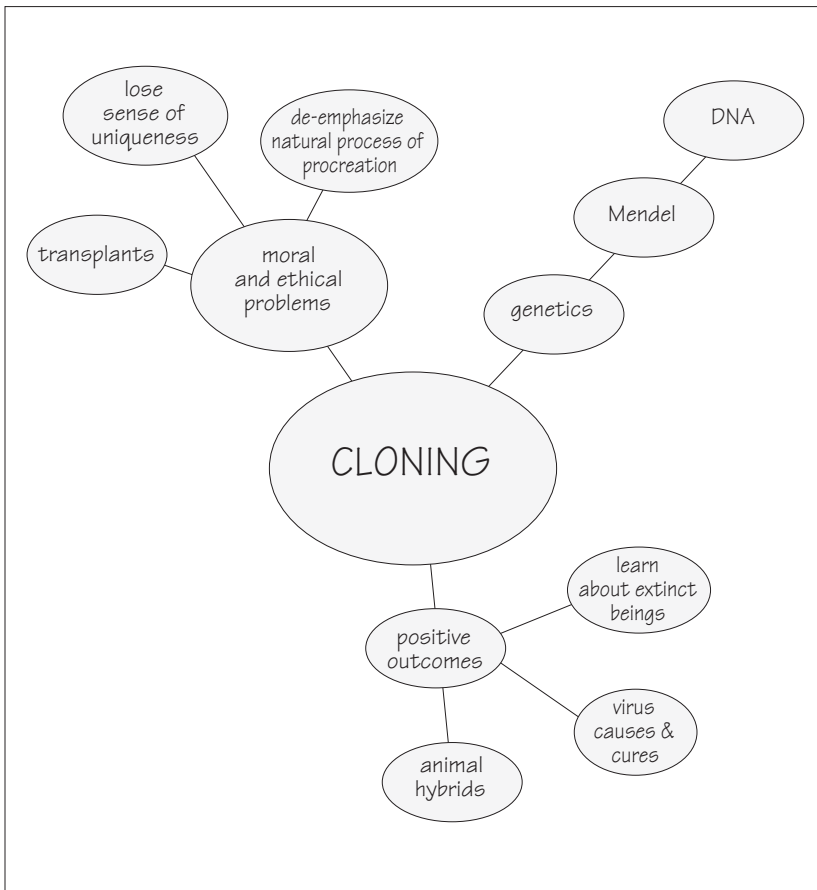 lose
sense of
uniqueness
de-emphasize
natural process of
procreation
DNA
Mendel
transplants
moral
and ethical
problems
genetics
CLONING
learn
about extinct
beings
positive
outcomes
virus
causes &
cures
animal
hybrids